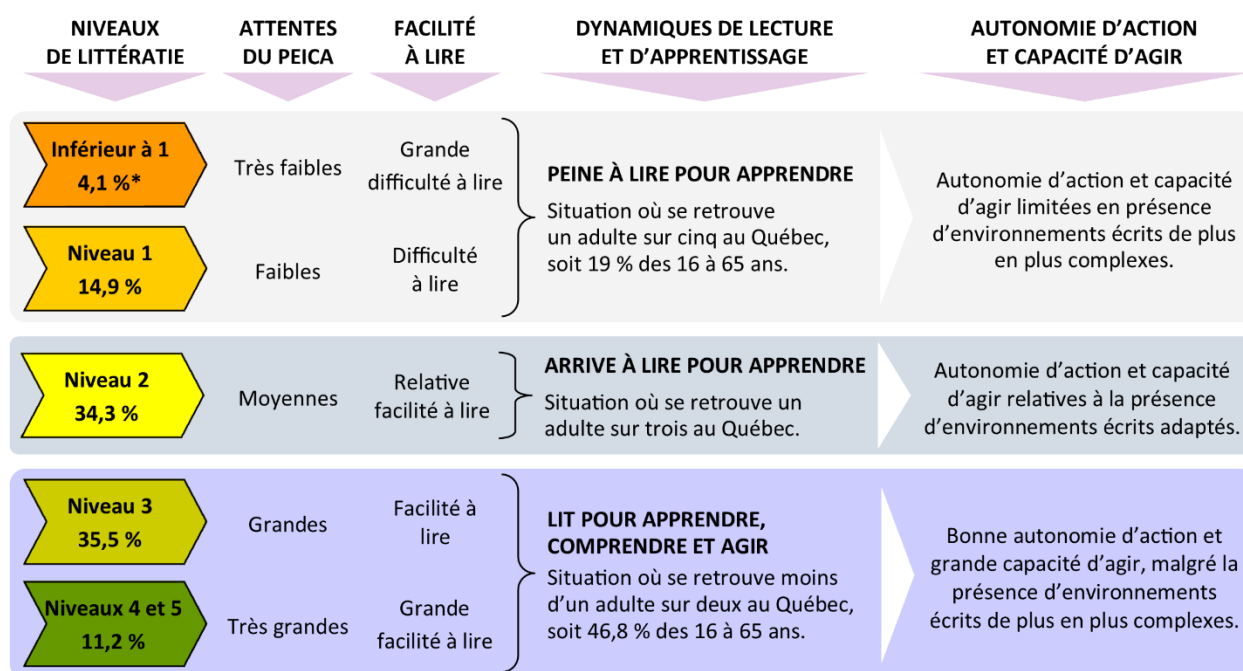 NIVEAUX
DE LITTÉRATIE
ATTENTES
DU PEICA
FACILITÉ
À LIRE
DYNAMIQUES DE LECTURE
ET D’APPRENTISSAGE
AUTONOMIE D’ACTION
ET CAPACITÉ D’AGIR
Inférieur à 1
4,1 %*
Très faibles
Grande
difficulté à lire
Niveau 1
14,9 %
Faibles
Difficulté
à lire
PEINE À LIRE POUR APPRENDRE
Situation où se retrouve
un adulte sur cinq au Québec,
soit 19 % des 16 à 65 ans.
Autonomie d’action et capacité
d’agir limitées en présence
d’environnements écrits de plus
en plus complexes.
Niveau 2
34,3 %
Moyennes
Relative
facilité à lire
ARRIVE À LIRE POUR APPRENDRE
Situation où se retrouve un
adulte sur trois au Québec.
Autonomie d’action et capacité
d’agir relatives à la présence
d’environnements écrits adaptés.
Niveau 3
35,5 %
Grandes
Facilité à
lire
Niveaux 4 et 5
11,2 %
Très grandes
Grande
facilité à lire
LIT POUR APPRENDRE,
COMPRENDRE ET AGIR
Situation où se retrouve moins
d’un adulte sur deux au Québec,
soit 46,8 % des 16 à 65 ans.
Bonne autonomie d’action et
grande capacité d’agir, malgré la
présence d’environnements
écrits de plus en plus complexes.